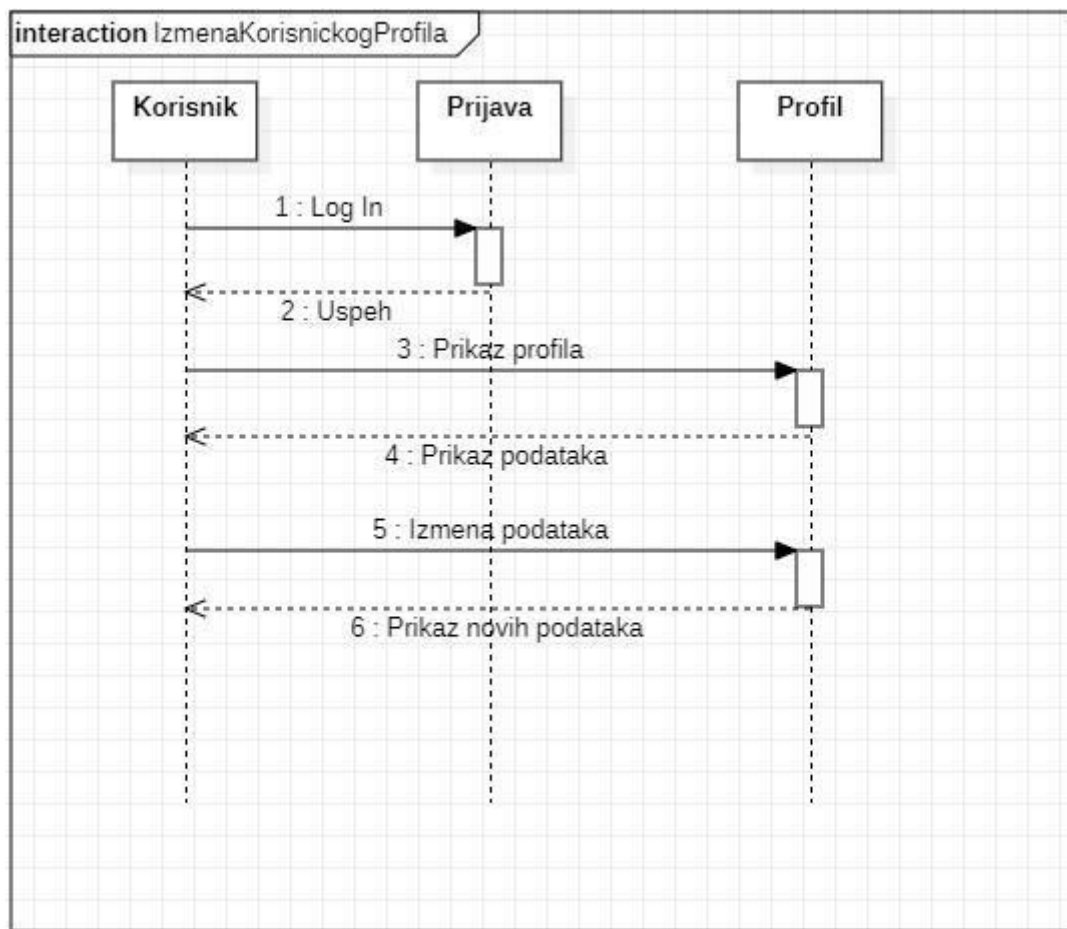 interaction IzmenaKorisnickogProfila
Korisnik
Prijava
Profil
1 : Log In
2 : Uspeh
3 : Prikaz profila
4 : Prikaz podataka
5 : Izmena podataka
6 : Prikaz novih podataka